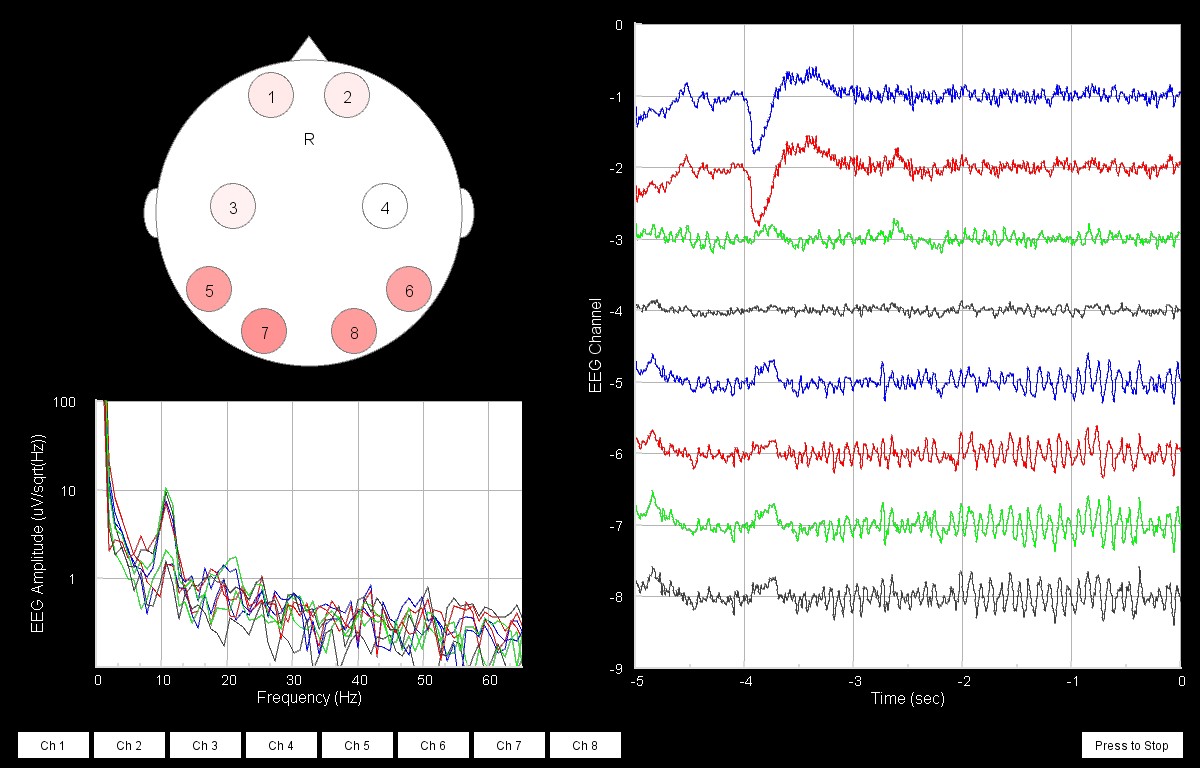 1 2
R
3 4
5 6
7 8
EEG Amplitude (uV/sqrt(Hz))
100
10
1
0 10 20 30 40 50 60
Frequency (Hz)
EEG Channel
0
-1
-2
-3
-4
-5
-6
-7
-8
-9
-5 -4 -3 -2 -1 0
Time (sec)
Ch 1 Ch 2 Ch 3 Ch 4 Ch 5 Ch 6 Ch 7 Ch 8 Press to Stop